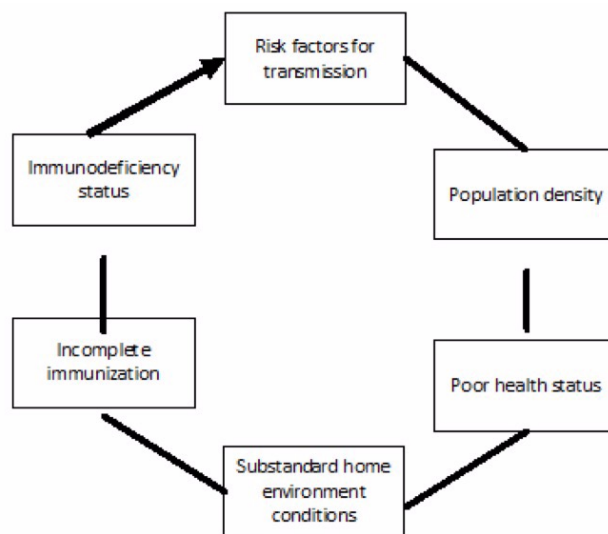 Risk factors for
transmission
Immunodeficiency
status
Population density
Incomplete
immunization
Poor health status
Substandard home
environment
conditions